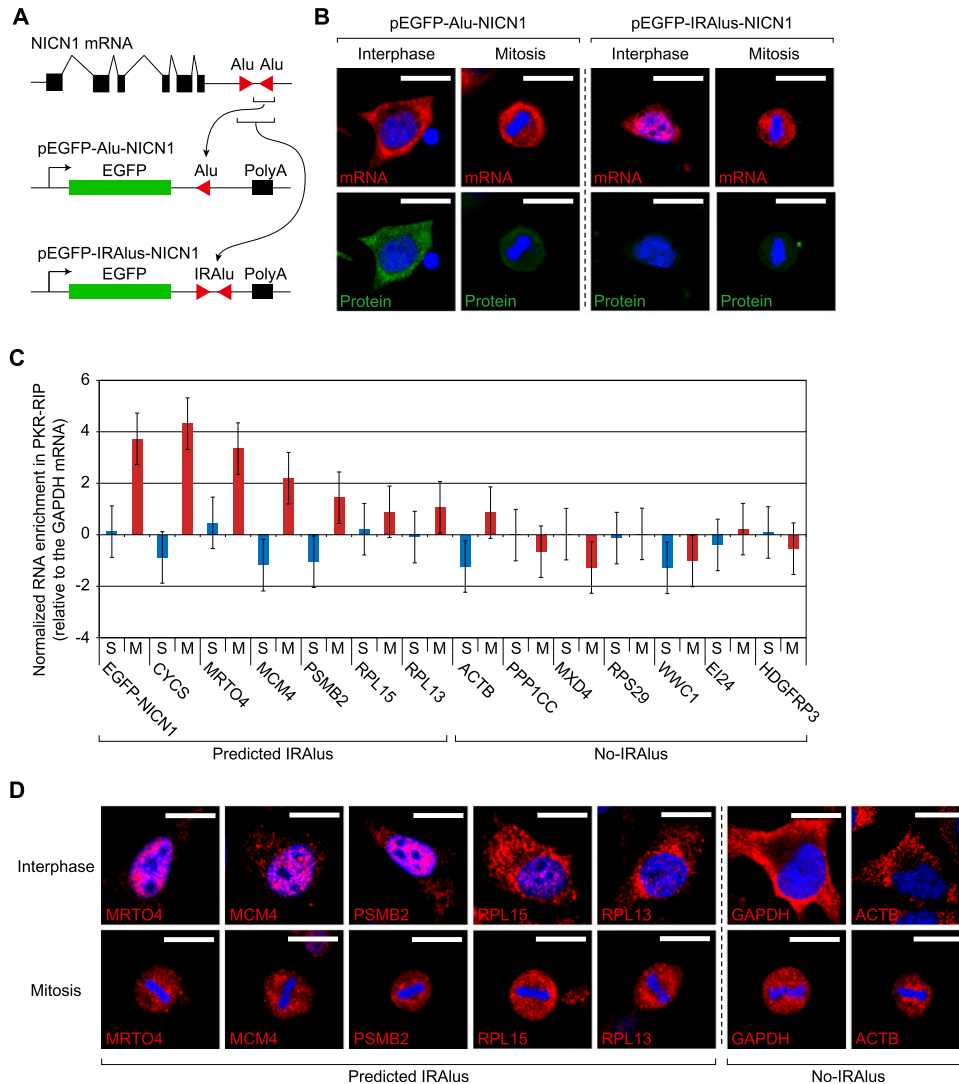 A
NICN1 mRNA
Alu Alu
pEGFP-Alu-NICN1
EGFP
Alu
PolyA
pEGFP-IRAlus-NICN1
EGFP
IRAlu
PolyA
B
pEGFP-Alu-NICN1
pEGFP-IRAlus-NICN1
Interphase
Mitosis
Interphase
Mitosis
mRNA
mRNA
mRNA
mRNA
Protein
Protein
Protein
Protein
C
Normalized RNA enrichment in PKR-RIP
(relative to the GAPDH mRNA)
6
4
2
0
-2
-4
S M S M S M S M S M S M S M S M S M S M S M S M S M S M
EGFP-NICN1
CYCS
MRTO4
MCM4
PSMB2
RPL15
RPL13
ACTB
PPP1CC
MXD4
RPS29
WWC1
EI24
HDGFRP3
Predicted IRAlus
No-IRAlus
D
Interphase
MRTO4
MCM4
PSMB2
RPL15
RPL13
GAPDH
ACTB
Mitosis
MRTO4
MCM4
PSMB2
RPL15
RPL13
GAPDH
ACTB
Predicted IRAlus
No-IRAlus